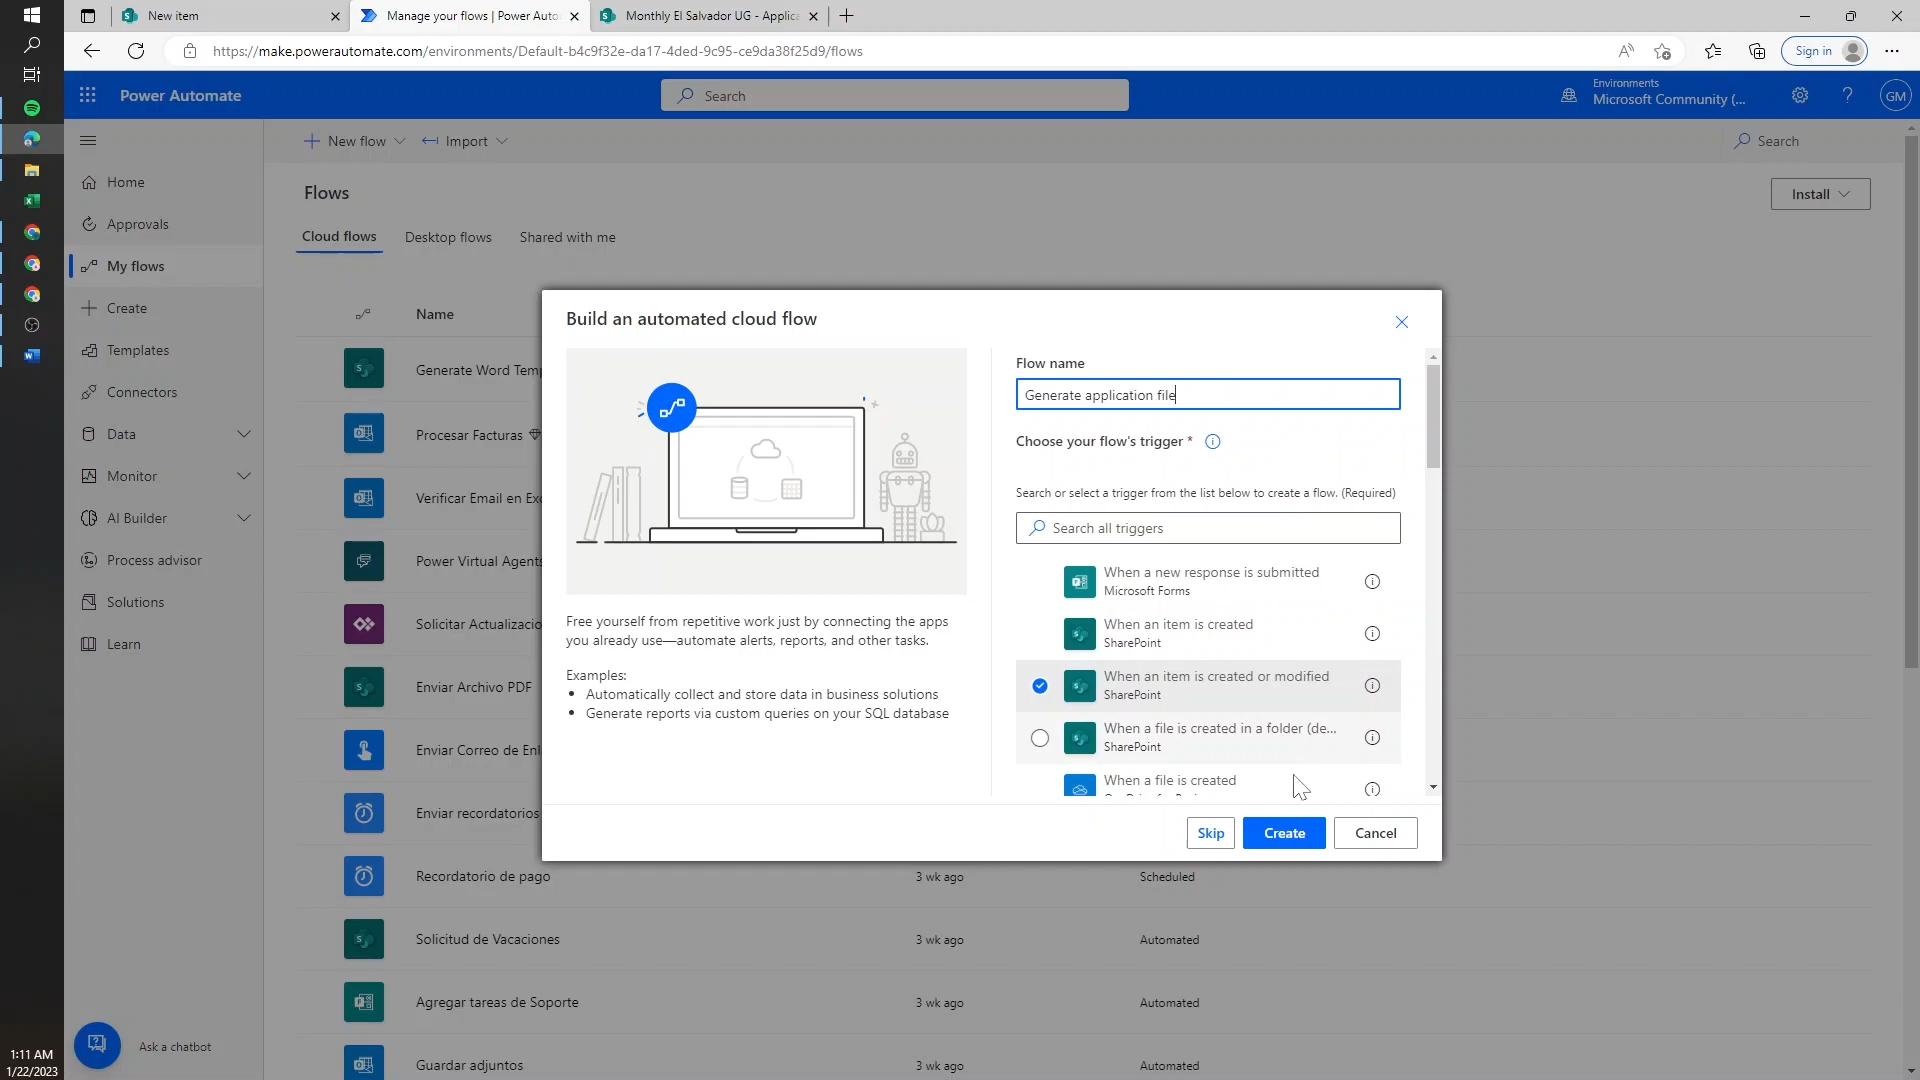 New item
Manage your flows | Power Auto
Monthly El Salvador UG - Applica
https://make.powerautomate.com/environments/Default-b4c9f32e-da17-4ded-9c95-ce9da38f25d9/flows
Sign in
Power Automate
Search
Environments
Microsoft Community (...
GM
New flow
Import
Search
Home
Approvals
My flows
Create
Templates
Connectors
Data
Monitor
AI Builder
Process advisor
Solutions
Learn
Ask a chatbot
1:11 AM
1/22/2023
Flows
Install
Cloud flows
Desktop flows
Shared with me
Name
Generate Word Temp
Procesar Facturas
Verificar Email en Exc
Power Virtual Agents
Solicitar Actualizacio
Enviar Archivo PDF
Enviar Correo de Enl
Enviar recordatorios
Recordatorio de pago 3 wk ago Scheduled
Solicitud de Vacaciones 3 wk ago Automated
Agregar tareas de Soporte 3 wk ago Automated
Guardar adjuntos 3 wk ago Automated
Build an automated cloud flow
Free yourself from repetitive work just by connecting the apps
you already use—automate alerts, reports, and other tasks.
Examples:
• Automatically collect and store data in business solutions
• Generate reports via custom queries on your SQL database
Flow name
Generate application file
Choose your flow's trigger *
Search or select a trigger from the list below to create a flow. (Required)
Search all triggers
When a new response is submitted
Microsoft Forms
When an item is created
SharePoint
When an item is created or modified
SharePoint
When a file is created in a folder (de...
SharePoint
When a file is created
Skip
Create
Cancel